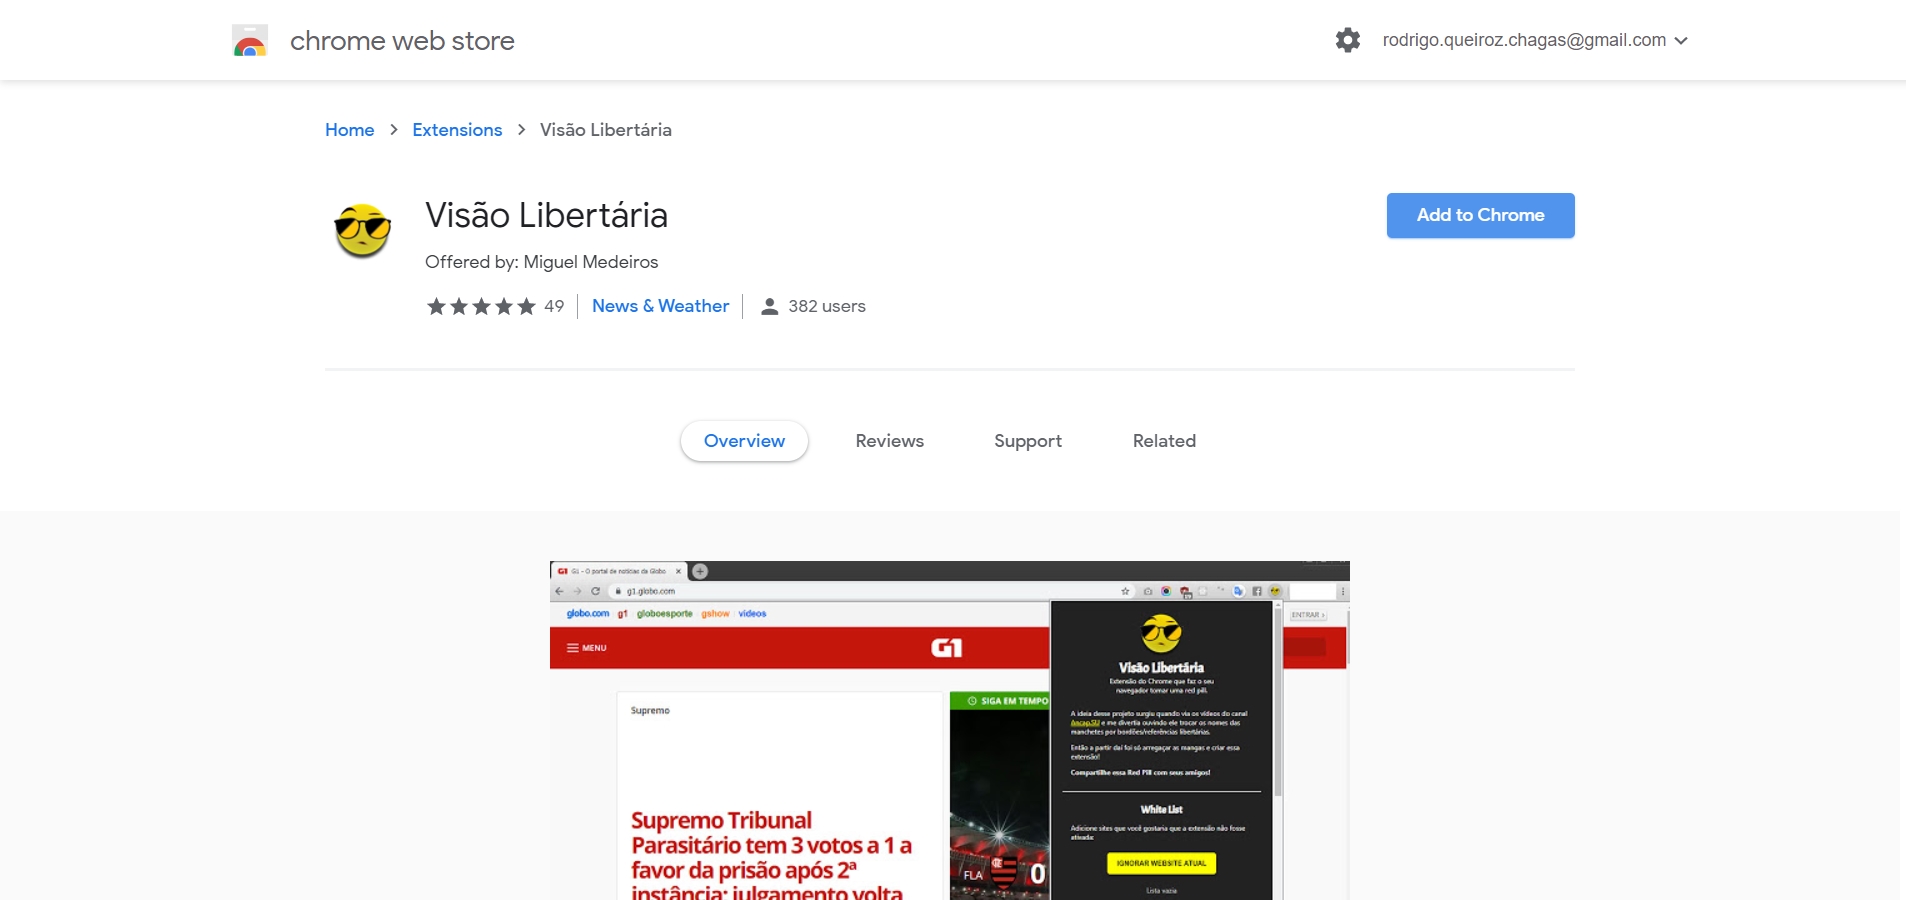 chrome web store
rodrigo.queiroz.chagas@gmail.com
Home > Extensions > Visão Libertária
Visão Libertária
Add to Chrome
Offered by: Miguel Medeiros
49 News & Weather 382 users
Overview Reviews Support Related
G1 G1 - O portal de notícias da Globo
g1.globo.com
globo.com g1 globoesporte gshow videos
ENTRAR >
MENU
G1
Supremo
SIGA EM TEMPO
Supremo Tribunal
Parasitário tem 3 votos a 1 a
favor da prisão após 2ª
instância; julgamento volta
FLA 0
Visão Libertária
Extensão do Chrome que faz o seu
navegador tomar uma red pill.
A ideia desse projeto surgiu quando via os vídeos do canal
Ancap.SU e me divertia ouvindo ele trocar os nomes das
manchetes por bordões/referências libertárias.
Então a partir daí foi só arregaçar as mangas e criar essa
extensão!
Compartilhe essa Red Pill com seus amigos!
White List
Adicione sites que você gostaria que a extensão não fosse
ativada:
IGNORAR WEBSITE ATUAL
Lista vazia